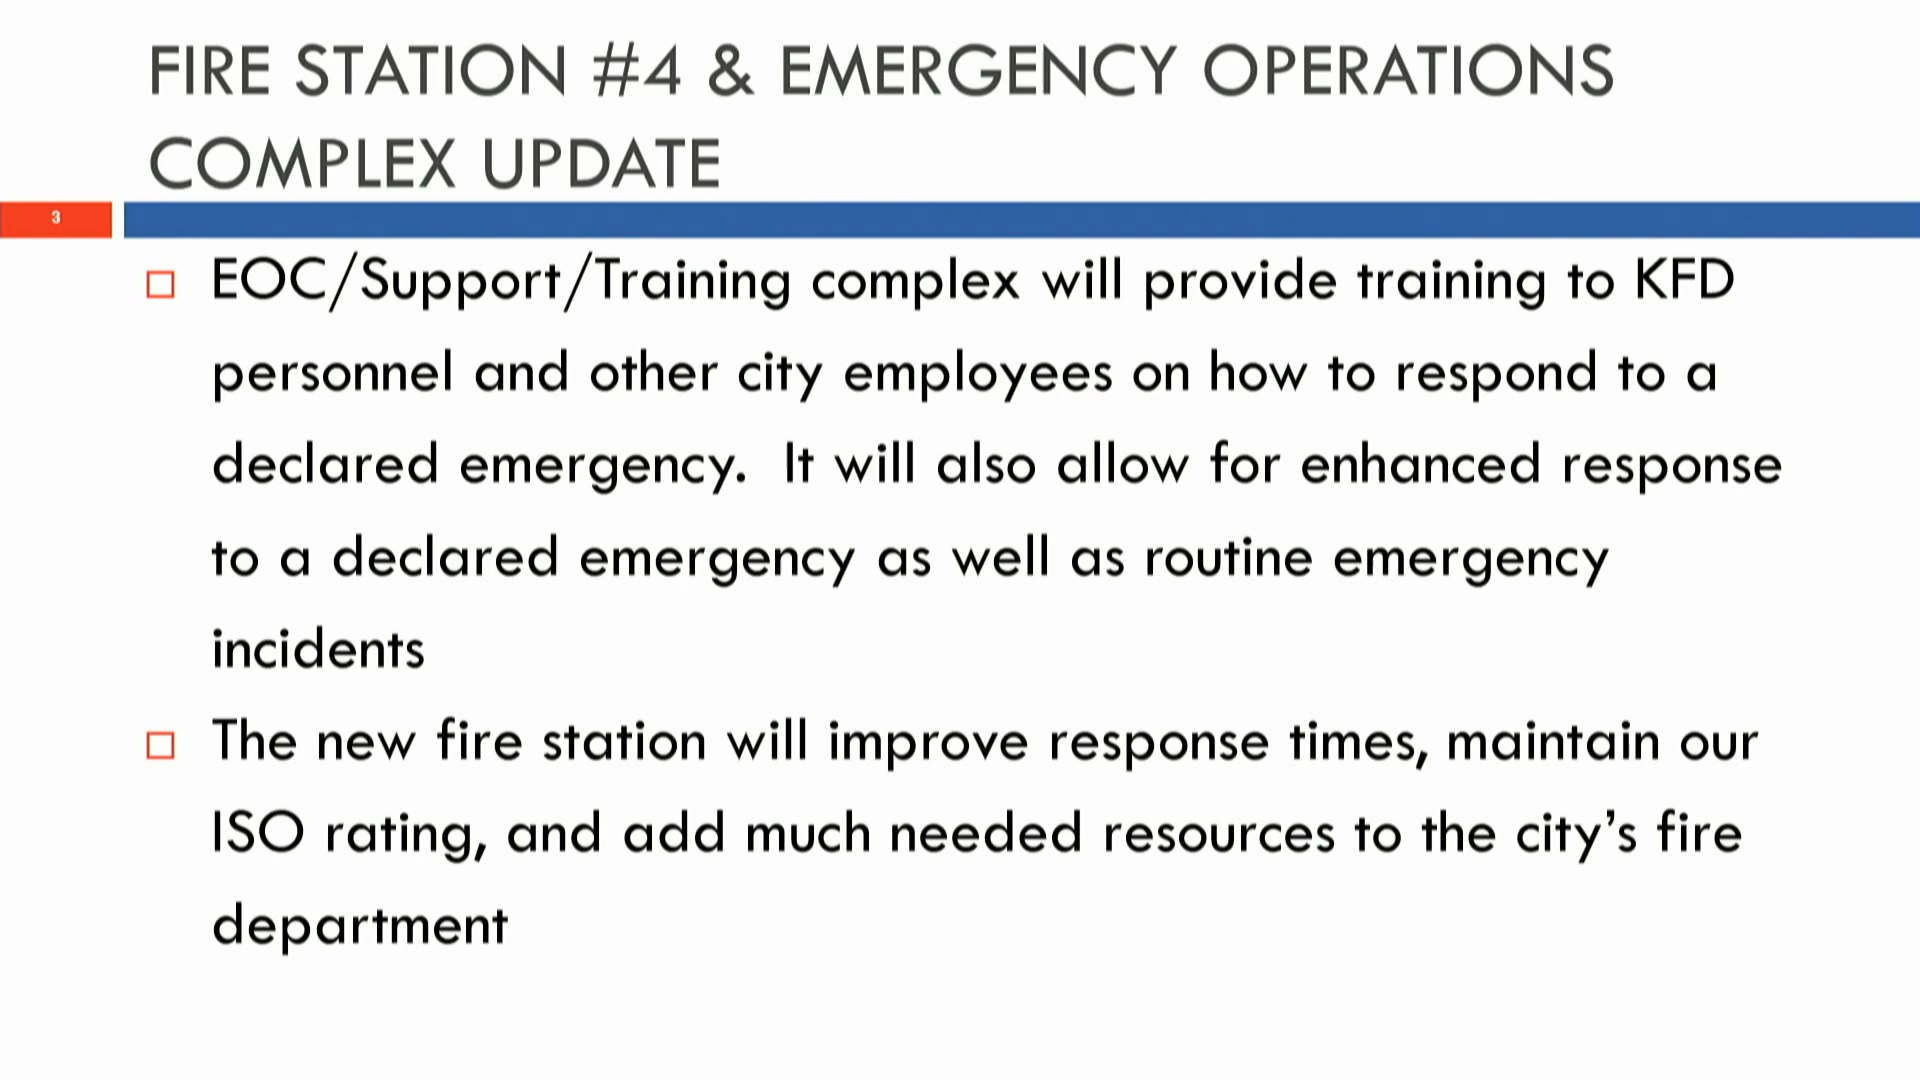 FIRE STATION #4 & EMERGENCY OPERATIONS
COMPLEX UPDATE
3
EOC/Support/Training complex will provide training to KFD
personnel and other city employees on how to respond to a
declared emergency.  It will also allow for enhanced response
to a declared emergency as well as routine emergency
incidents
The new fire station will improve response times, maintain our
ISO rating, and add much needed resources to the city’s fire
department